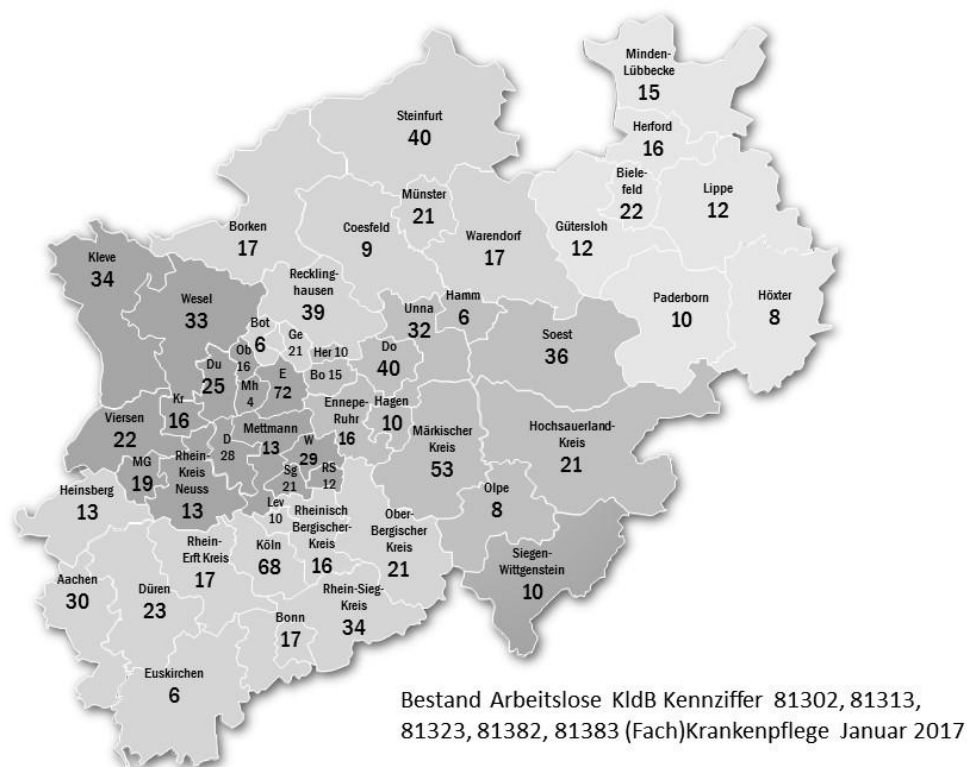 Minden-
Lübbecke
15
Herford
16
Steinfurt
40
Biele-
feld
22
Lippe
12
Münster
21
Gütersloh
12
Borken
17
Coesfeld
9
Warendorf
17
Kleve
34
Reckling-
hausen
39
Wesel
33
Hamm
6
Unna
32
Paderborn
10
Höxter
8
Bot
6
Ge
21
Soest
36
Ob
16
Her 10
Do
40
Du
25
E
72
Bo 15
Mh
4
Kr
16
Ennepe-
Ruhr
16
Hagen
10
Viersen
22
Mettmann
13
Märkischer
Kreis
53
Hochsauerland-
Kreis
21
D
28
W
29
MG
19
Rhein-
Kreis
Neuss
13
Sg
21
RS
12
Heinsberg
13
Olpe
8
Lev
10
Rheinisch
Bergischer-
Kreis
16
Ober-
Bergischer
Kreis
21
Rhein-
Erft Kreis
17
Köln
68
Siegen-
Wittgenstein
10
Aachen
30
Düren
23
Rhein-Sieg-
Kreis
34
Bonn
17
Euskirchen
6
Bestand Arbeitslose KldB Kennziffer 81302, 81313,
81323, 81382, 81383 (Fach)Krankenpflege Januar 2017